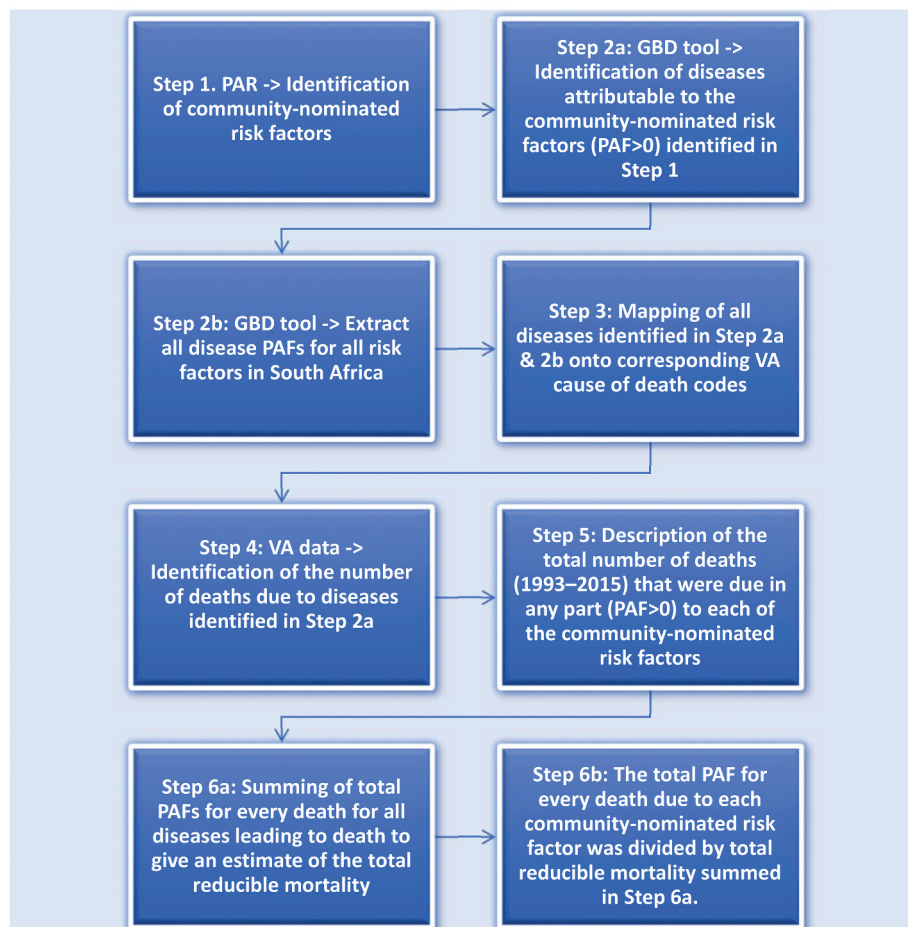 Step 1. PAR -> Identification
of community-nominated
risk factors
Step 2a: GBD tool ->
Identification of diseases
attributable to the
community-nominated risk
factors (PAF>0) identified in
Step 1
Step 2b: GBD tool -> Extract
all disease PAFs for all risk
factors in South Africa
Step 3: Mapping of all
diseases identified in Step 2a
& 2b onto corresponding VA
cause of death codes
Step 4: VA data ->
Identification of the number
of deaths due to diseases
identified in Step 2a
Step 5: Description of the
total number of deaths
(1993–2015) that were due in
any part (PAF>0) to each of
the community-nominated
risk factors
Step 6a: Summing of total
PAFs for every death for all
diseases leading to death to
give an estimate of the total
reducible mortality
Step 6b: The total PAF for
every death due to each
community-nominated risk
factor was divided by total
reducible mortality summed
in Step 6a.